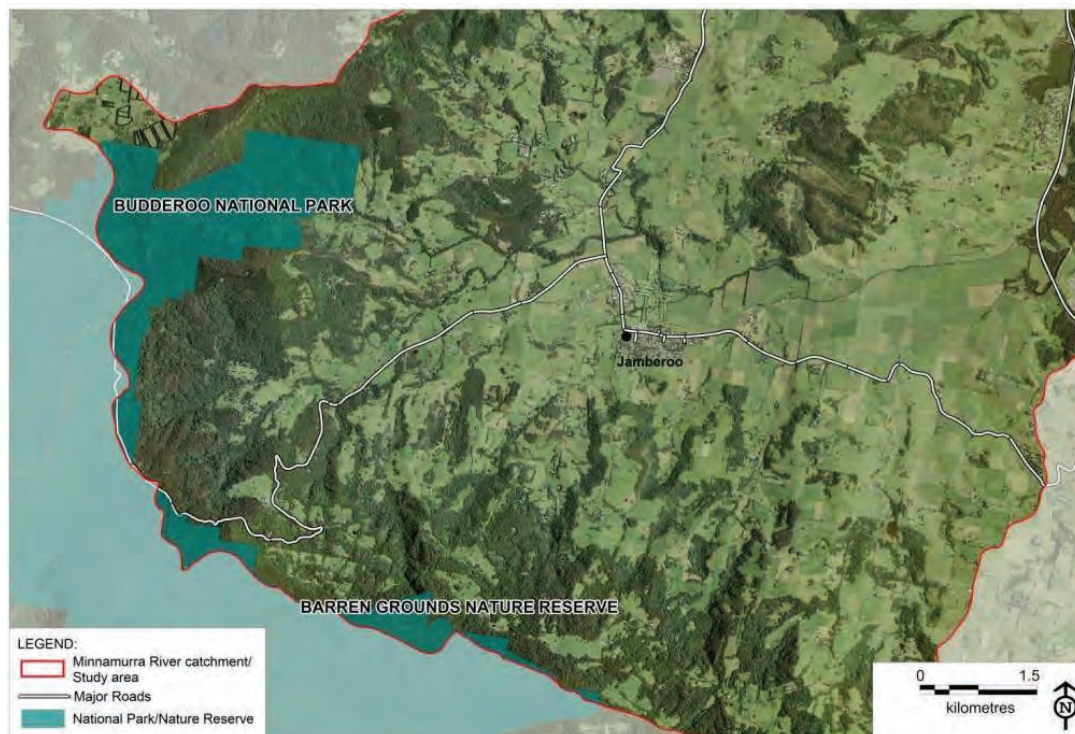 BUDDEROO NATIONAL PARK
Jamberoo
BARREN GROUNDS NATURE RESERVE
LEGEND:
Minnamurra River catchment/
Study area
Major Roads
National Park/Nature Reserve
0 1.5
kilometres
N